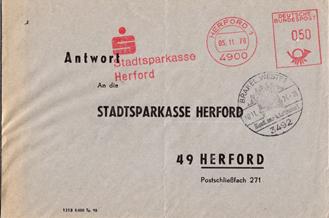 HERFORD 1
05.11.76
4900
DEUTSCHE
BUNDESPOST
050
Antwort
Stadtsparkasse
Herford
An die
STADTSPARKASSE HERFORD
3492
49 HERFORD
Postschließfach 271